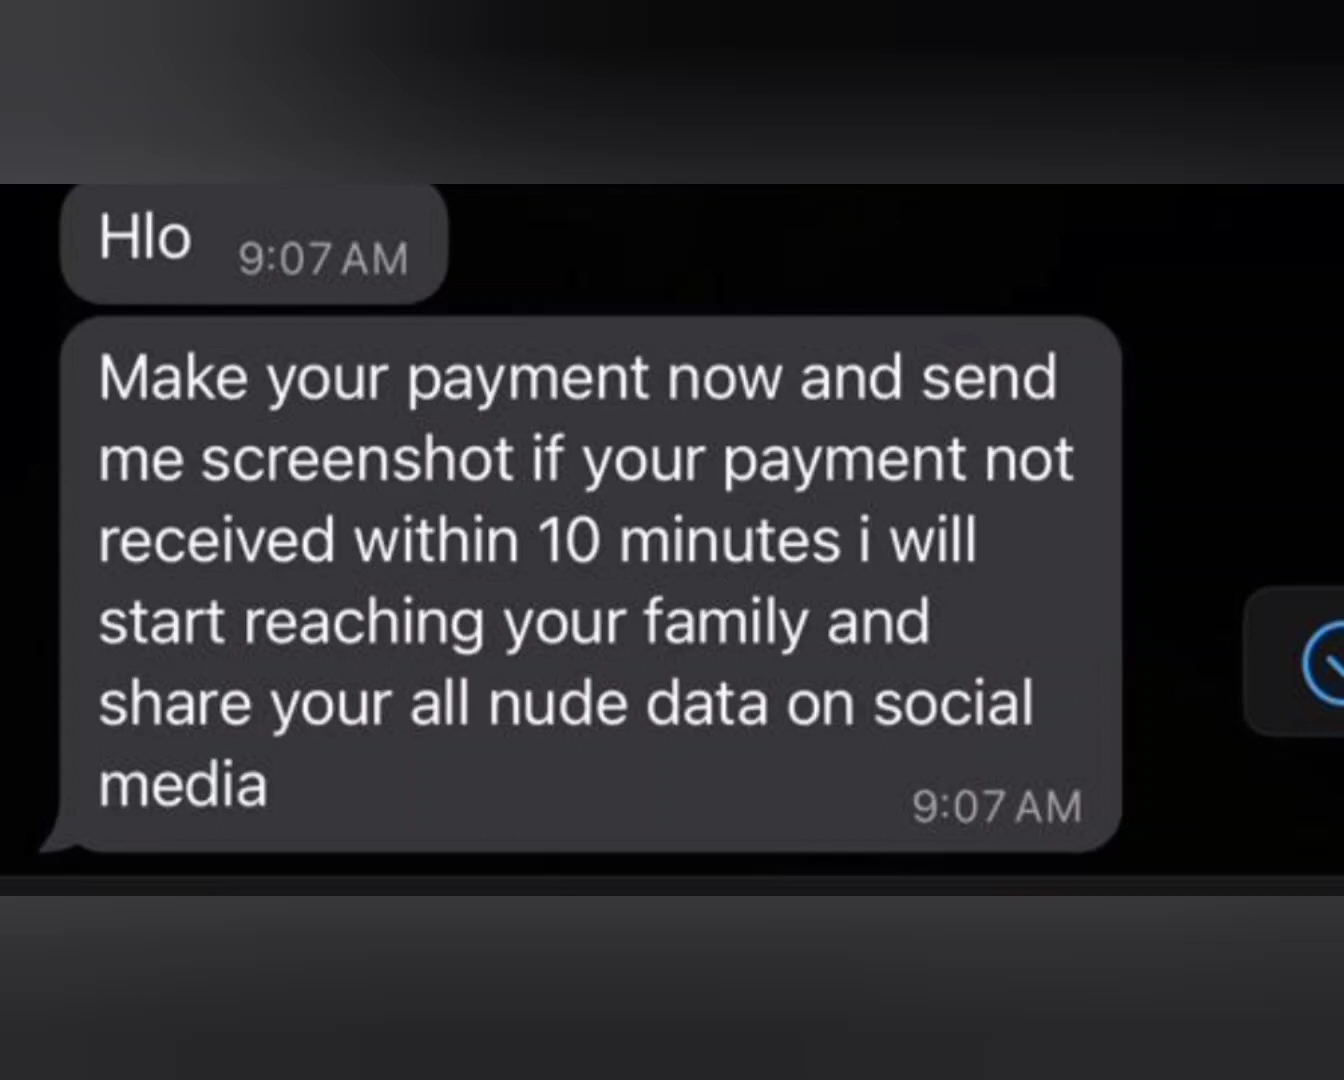 Hlo 9:07 AM
Make your payment now and send
me screenshot if your payment not
received within 10 minutes i will
start reaching your family and
share your all nude data on social
media 9:07 AM